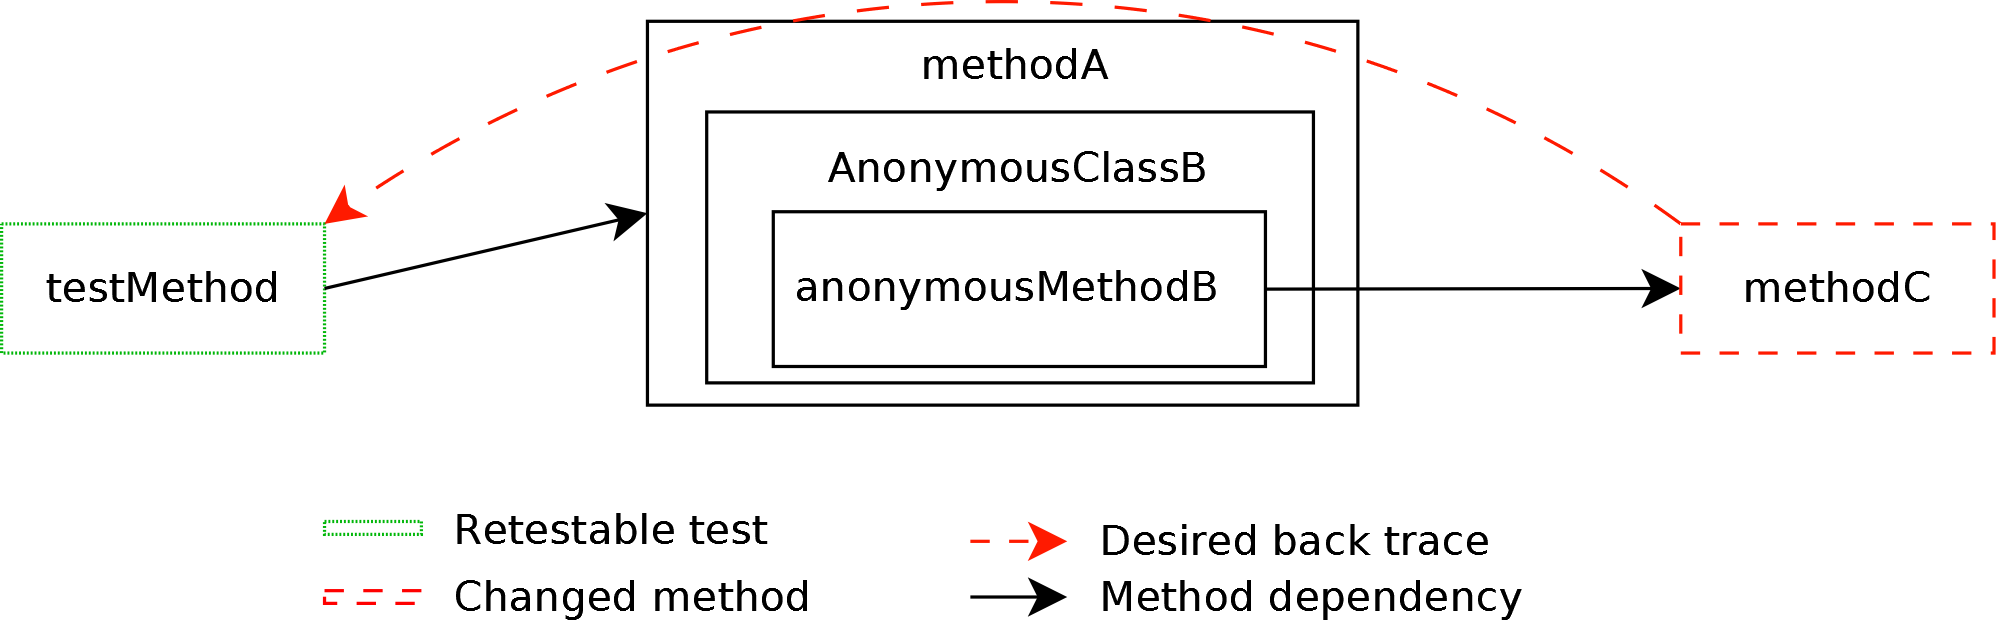 methodA
AnonymousClassB
testMethod
anonymousMethodB
methodC
Retestable test
Desired back trace
Changed method
Method dependency